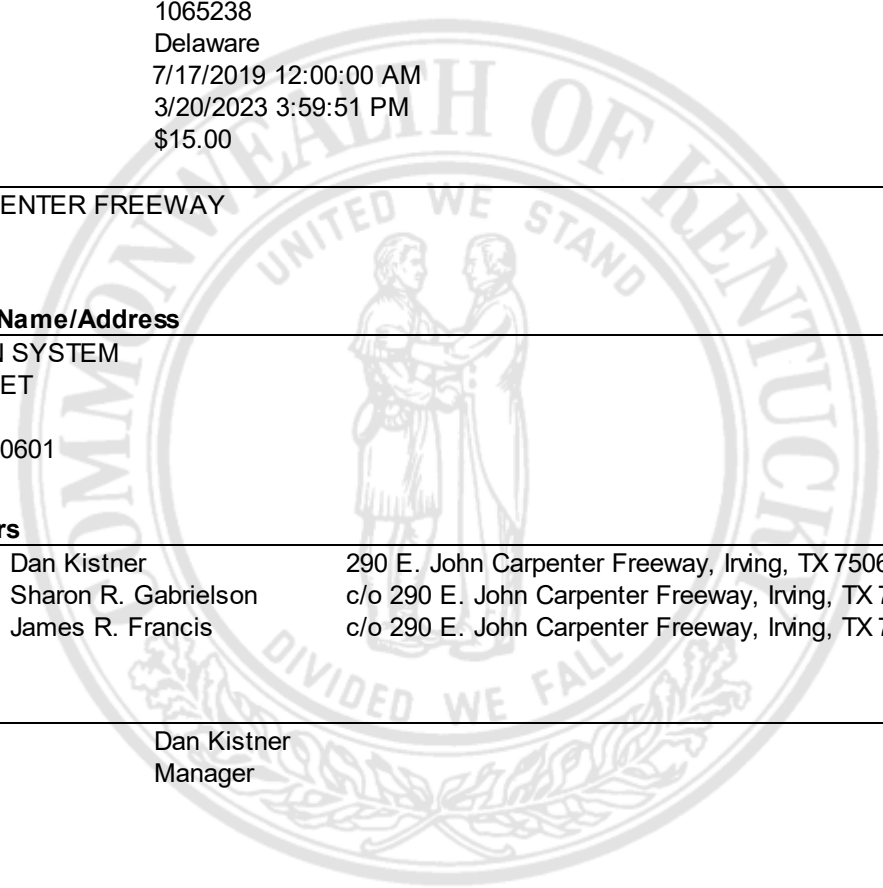 1065238
Delaware
7/17/2019 12:00:00 AM
3/20/2023 3:59:51 PM
$15.00
ENTER FREEWAY
Name/Address
N SYSTEM
ET
0601
rs
Dan Kistner 290 E. John Carpenter Freeway, Irving, TX 7506
Sharon R. Gabrielson c/o 290 E. John Carpenter Freeway, Irving, TX 7
James R. Francis c/o 290 E. John Carpenter Freeway, Irving, TX 7
Dan Kistner
Manager
COMMONWEALTH OF KENTUCKY
UNITED WE STAND
DIVIDED WE FALL